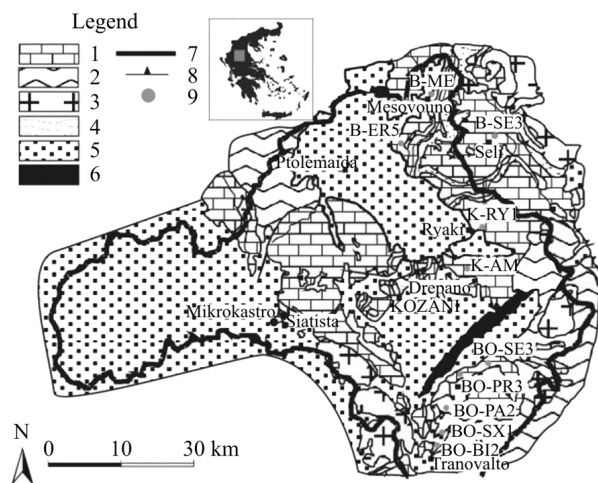 Legend
1
2
3
4
5
6
7
8
9
B-ME
Mesovouno
B-SE3
B-ER5
Seli
Ptolemaida
K-RY1
Ryaki
K-AM
Drepano
KOZANI
Mikrokastro
Siatista
BO-SE3
BO-PR3
BO-PA2
BO-SX1
BO-BI2
Tranovalto
N
0 10 30 km